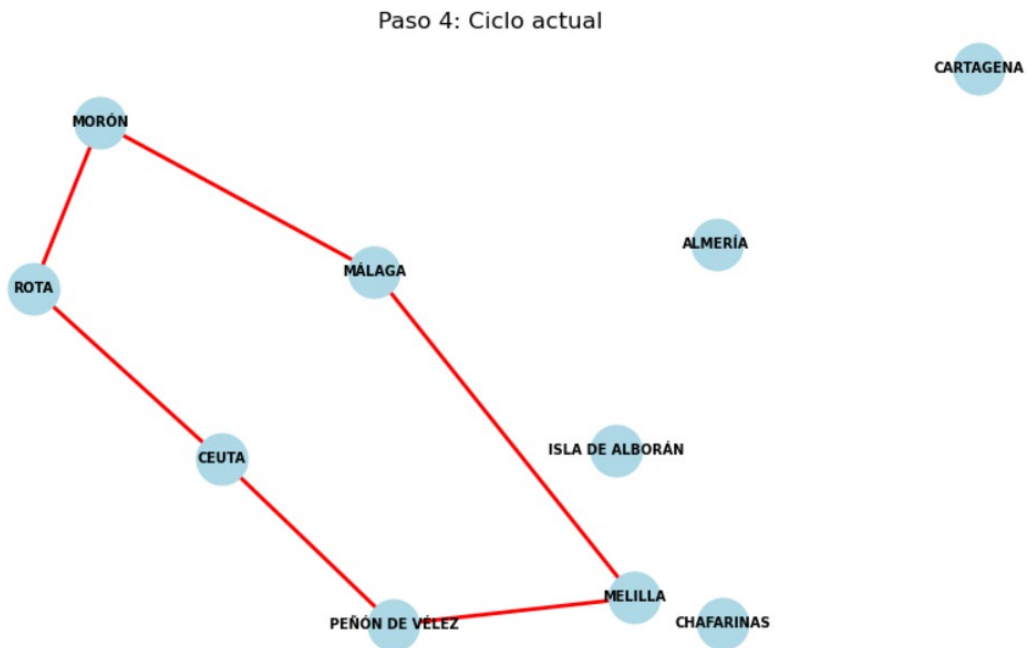 Paso 4: Ciclo actual
CARTAGENA
MORÓN
ALMERÍA
MÁLAGA
ROTA
ISLA DE ALBORÁN
CEUTA
MELILLA
PEÑÓN DE VÉLEZ
CHAFARINAS